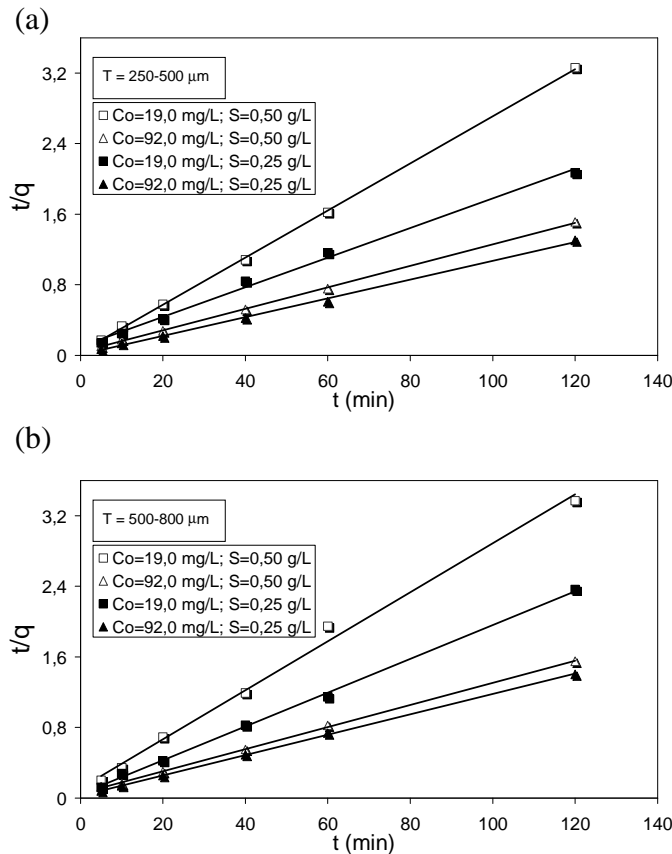 (a)
T = 250-500 μm
Co=19,0 mg/L; S=0,50 g/L
Co=92,0 mg/L; S=0,50 g/L
Co=19,0 mg/L; S=0,25 g/L
Co=92,0 mg/L; S=0,25 g/L
t/q
3,2
2,4
1,6
0,8
0
0 20 40 60 80 100 120 140
t (min)
(b)
T = 500-800 μm
Co=19,0 mg/L; S=0,50 g/L
Co=92,0 mg/L; S=0,50 g/L
Co=19,0 mg/L; S=0,25 g/L
Co=92,0 mg/L; S=0,25 g/L
t/q
3,2
2,4
1,6
0,8
0
0 20 40 60 80 100 120 140
t (min)